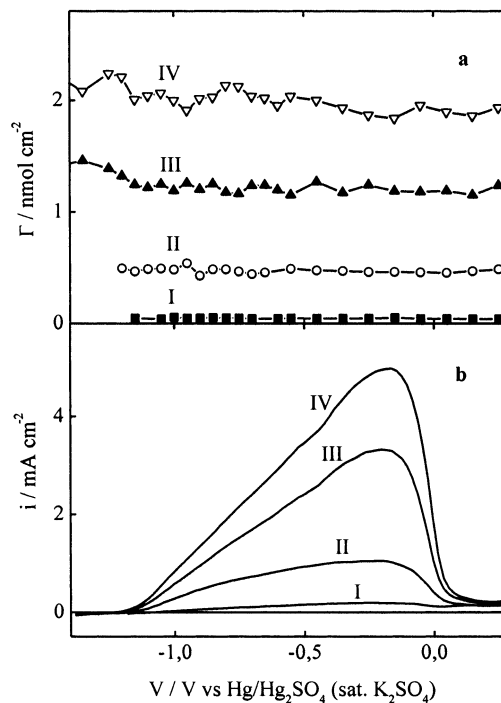 a
IV
2
III
1
II
I
0
Γ / nmol cm-2
b
IV
4
III
2
II
I
0
i / mA cm-2
-1,0 -0,5 0,0
V / V vs Hg/Hg2SO4 (sat. K2SO4)